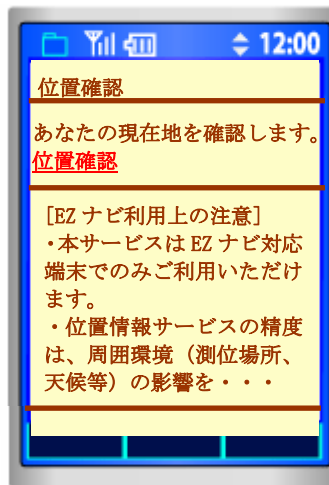 12:00
位置確認
あなたの現在地を確認します。
位置確認
[EZ ナビ利用上の注意]
・本サービスは EZ ナビ対応
端末でのみご利用いただけ
ます。
・位置情報サービスの精度
は、周囲環境（測位場所、
天候等）の影響を・・・